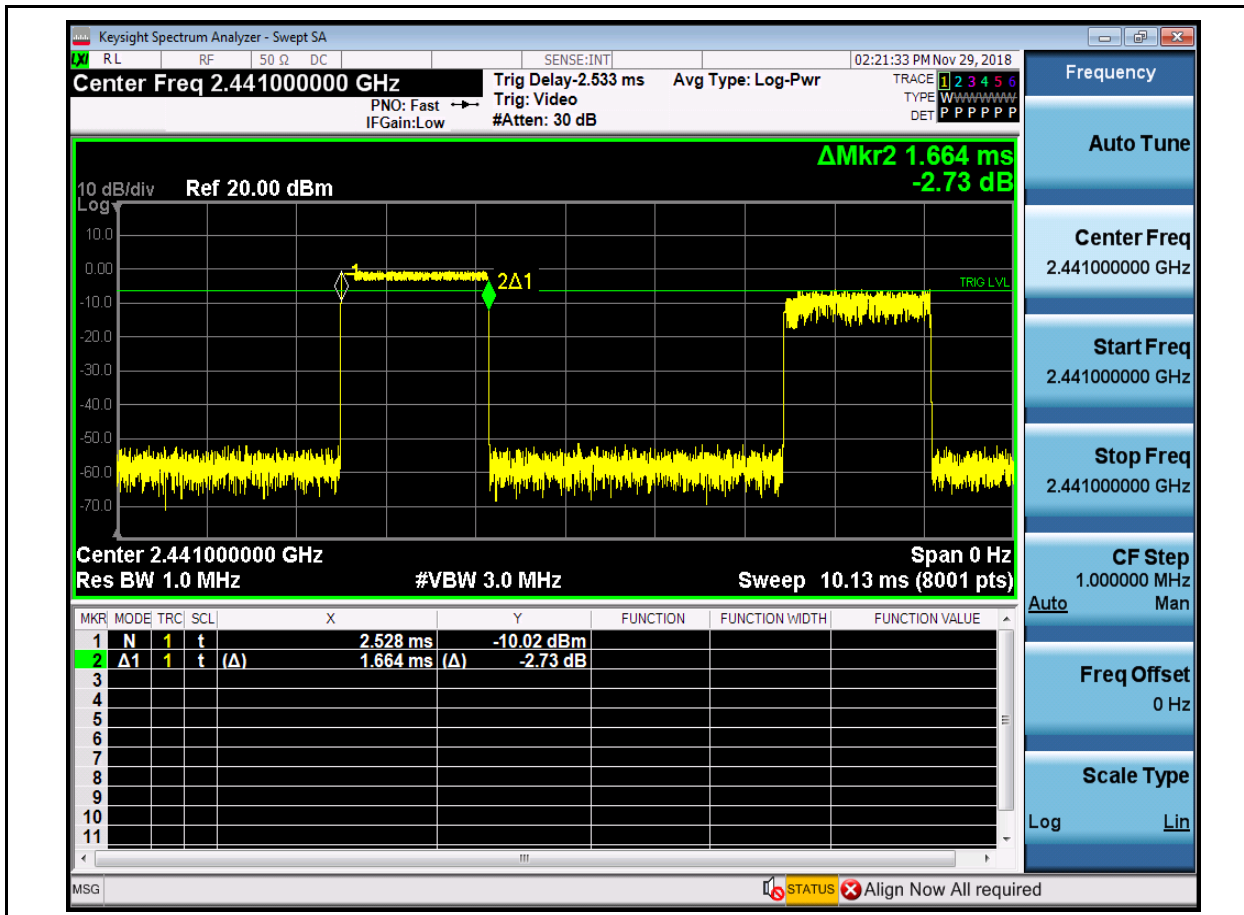 Keysight Spectrum Analyzer - Swept SA
LXI RL RF 50 Ω DC SENSE:INT 02:21:33 PM Nov 29, 2018
Center Freq 2.441000000 GHz
PNO: Fast
IFGain:Low
Trig Delay-2.533 ms
Trig: Video
#Atten: 30 dB
Avg Type: Log-Pwr
TRACE 1 2 3 4 5 6
TYPE WWWWWWW
DET P P P P P P
ΔMkr2 1.664 ms
-2.73 dB
10 dB/div Ref 20.00 dBm
Log
10.0
0.00
-10.0
-20.0
-30.0
-40.0
-50.0
-60.0
-70.0
1
2Δ1
TRIG LVL
Center 2.441000000 GHz Span 0 Hz
Res BW 1.0 MHz #VBW 3.0 MHz Sweep 10.13 ms (8001 pts)
MKR MODE TRC SCL X Y FUNCTION FUNCTION WIDTH FUNCTION VALUE
1 N 1 t 2.528 ms -10.02 dBm
2 Δ1 1 t (Δ) 1.664 ms (Δ) -2.73 dB
3
4
5
6
7
8
9
10
11
MSG STATUS Align Now All required
Frequency
Auto Tune
Center Freq
2.441000000 GHz
Start Freq
2.441000000 GHz
Stop Freq
2.441000000 GHz
CF Step
1.000000 MHz
Auto Man
Freq Offset
0 Hz
Scale Type
Log Lin